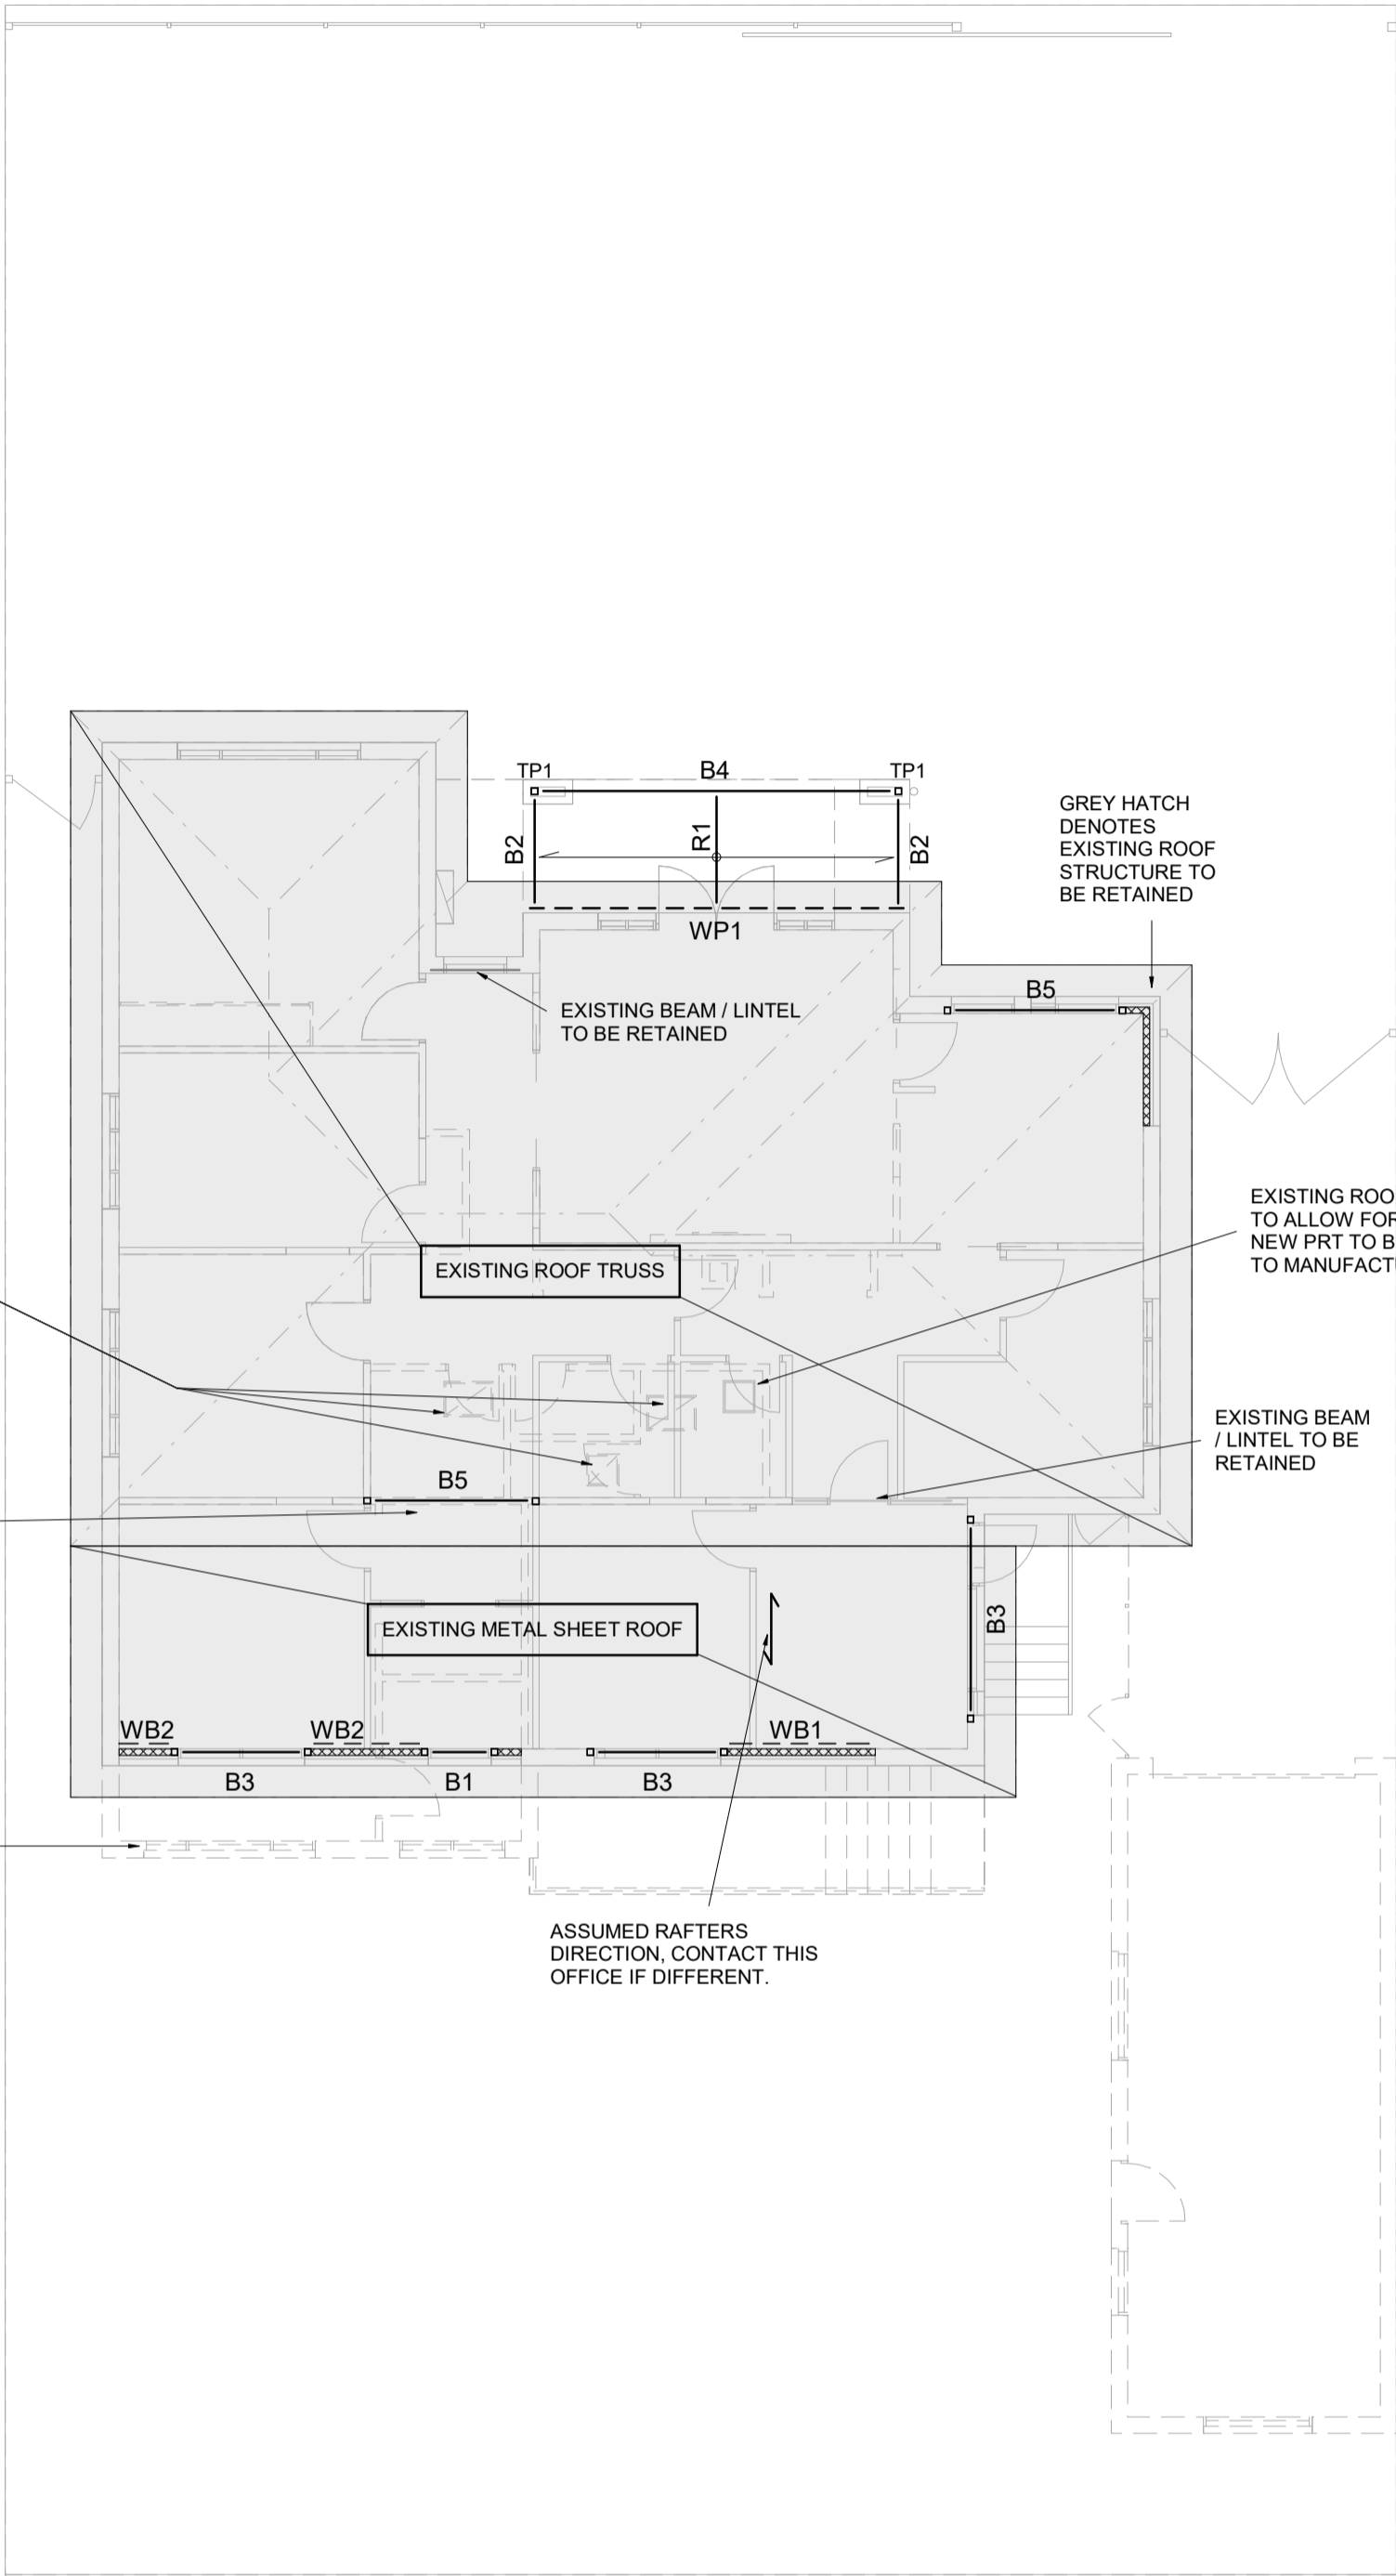 TP1
B4
TP1
B2
R1
B2
WP1
GREY HATCH
DENOTES
EXISTING ROOF
STRUCTURE TO
BE RETAINED
B5
EXISTING BEAM / LINTEL
TO BE RETAINED
EXISTING
TO ALLOW
NEW PRT TO
TO
EXISTING ROOF TRUSS
EXISTING BEAM
/ LINTEL TO BE
RETAINED
B5
EXISTING METAL SHEET ROOF
B3
WB2
WB2
WB1
B3
B1
B3
ASSUMED RAFTERS
DIRECTION, CONTACT THIS
OFFICE IF DIFFERENT.